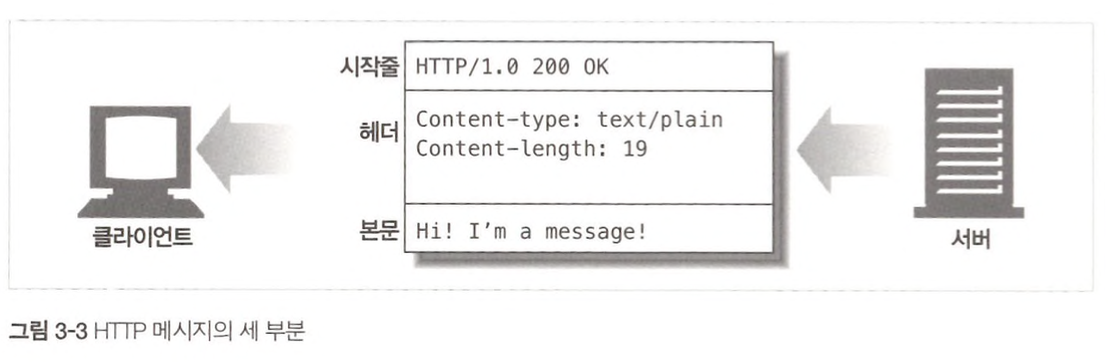 시작줄
HTTP/1.0 200 OK
헤더
Content-type: text/plain
Content-length: 19
본문
Hi! I'm a message!
클라이언트
서버
그림 3-3 HTTP 메시지의 세 부분